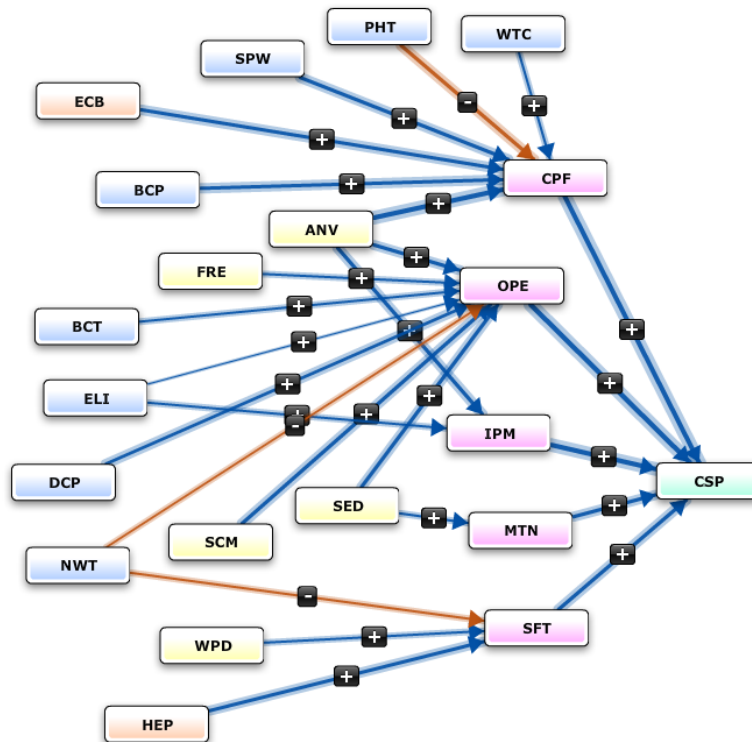 PHT
WTC
SPW
-
ECB
+
+
+
CPF
BCP
+
+
ANV
+
FRE
+
OPE
BCT
+
+
+
+
ELI
+
+
+
+
-
+
IPM
+
DCP
SED
CSP
+
+
SCM
MTN
NWT
+
-
SFT
WPD
+
+
HEP